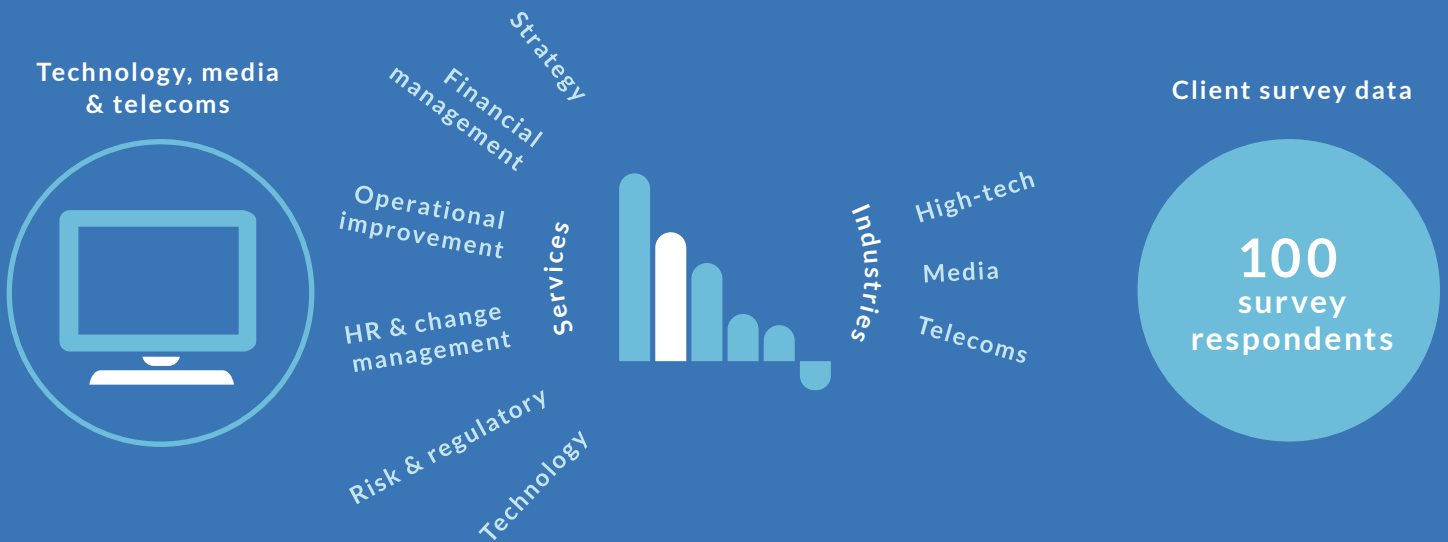 Technology, media
& telecoms
Strategy
Financial
management
Operational
improvement
HR & change
management
Risk & regulatory
Technology
Services
Industries
High-tech
Media
Telecoms
Client survey data
100
survey
respondents